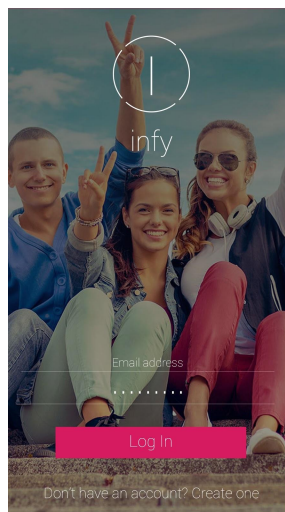 infy
Email address
•••••••••
Log In
Don't have an account? Create one